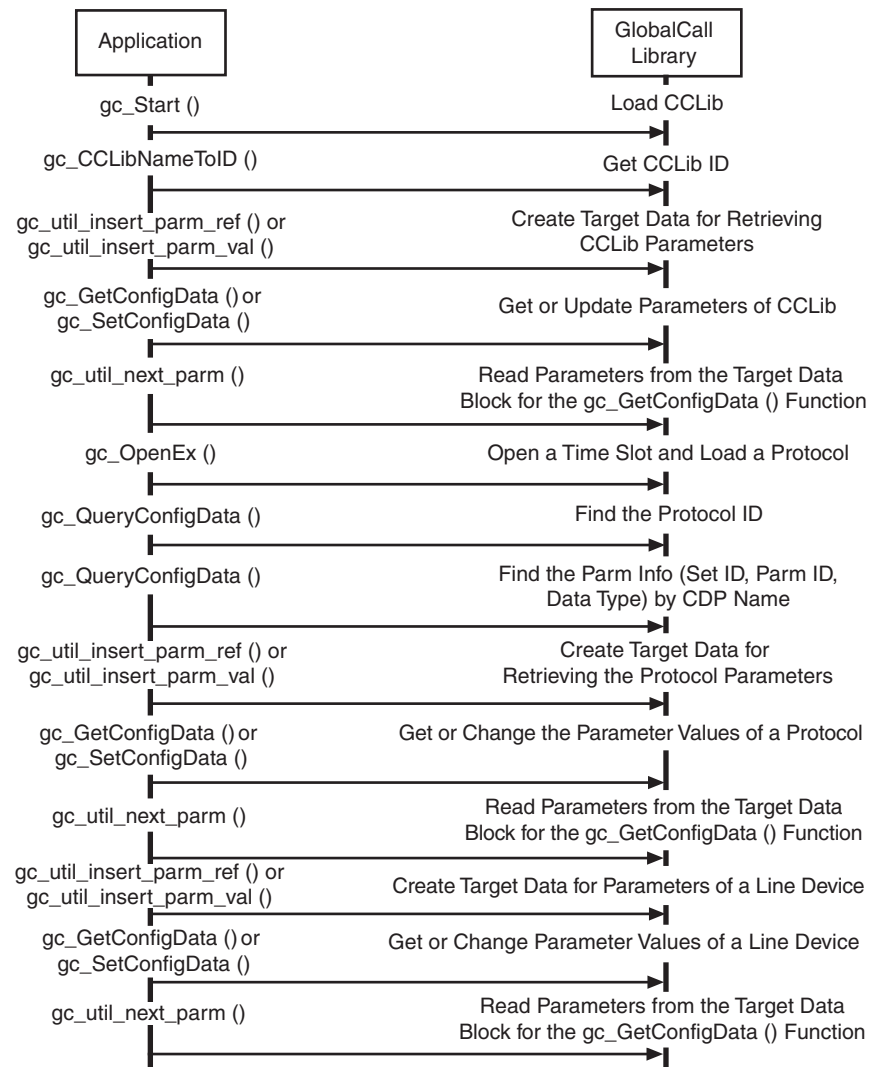 Application
GlobalCall
Library
gc_Start ()
Load CCLib
gc_CCLibNameToID ()
Get CCLib ID
gc_util_insert_parm_ref () or
gc_util_insert_parm_val ()
Create Target Data for Retrieving
CCLib Parameters
gc_GetConfigData () or
gc_SetConfigData ()
Get or Update Parameters of CCLib
gc_util_next_parm ()
Read Parameters from the Target Data
Block for the gc_GetConfigData () Function
gc_OpenEx ()
Open a Time Slot and Load a Protocol
gc_QueryConfigData ()
Find the Protocol ID
gc_QueryConfigData ()
Find the Parm Info (Set ID, Parm ID,
Data Type) by CDP Name
gc_util_insert_parm_ref () or
gc_util_insert_parm_val ()
Create Target Data for
Retrieving the Protocol Parameters
gc_GetConfigData () or
gc_SetConfigData ()
Get or Change the Parameter Values of a Protocol
gc_util_next_parm ()
Read Parameters from the Target Data
Block for the gc_GetConfigData () Function
gc_util_insert_parm_ref () or
gc_util_insert_parm_val ()
Create Target Data for Parameters of a Line Device
gc_GetConfigData () or
gc_SetConfigData ()
Get or Change Parameter Values of a Line Device
gc_util_next_parm ()
Read Parameters from the Target Data
Block for the gc_GetConfigData () Function